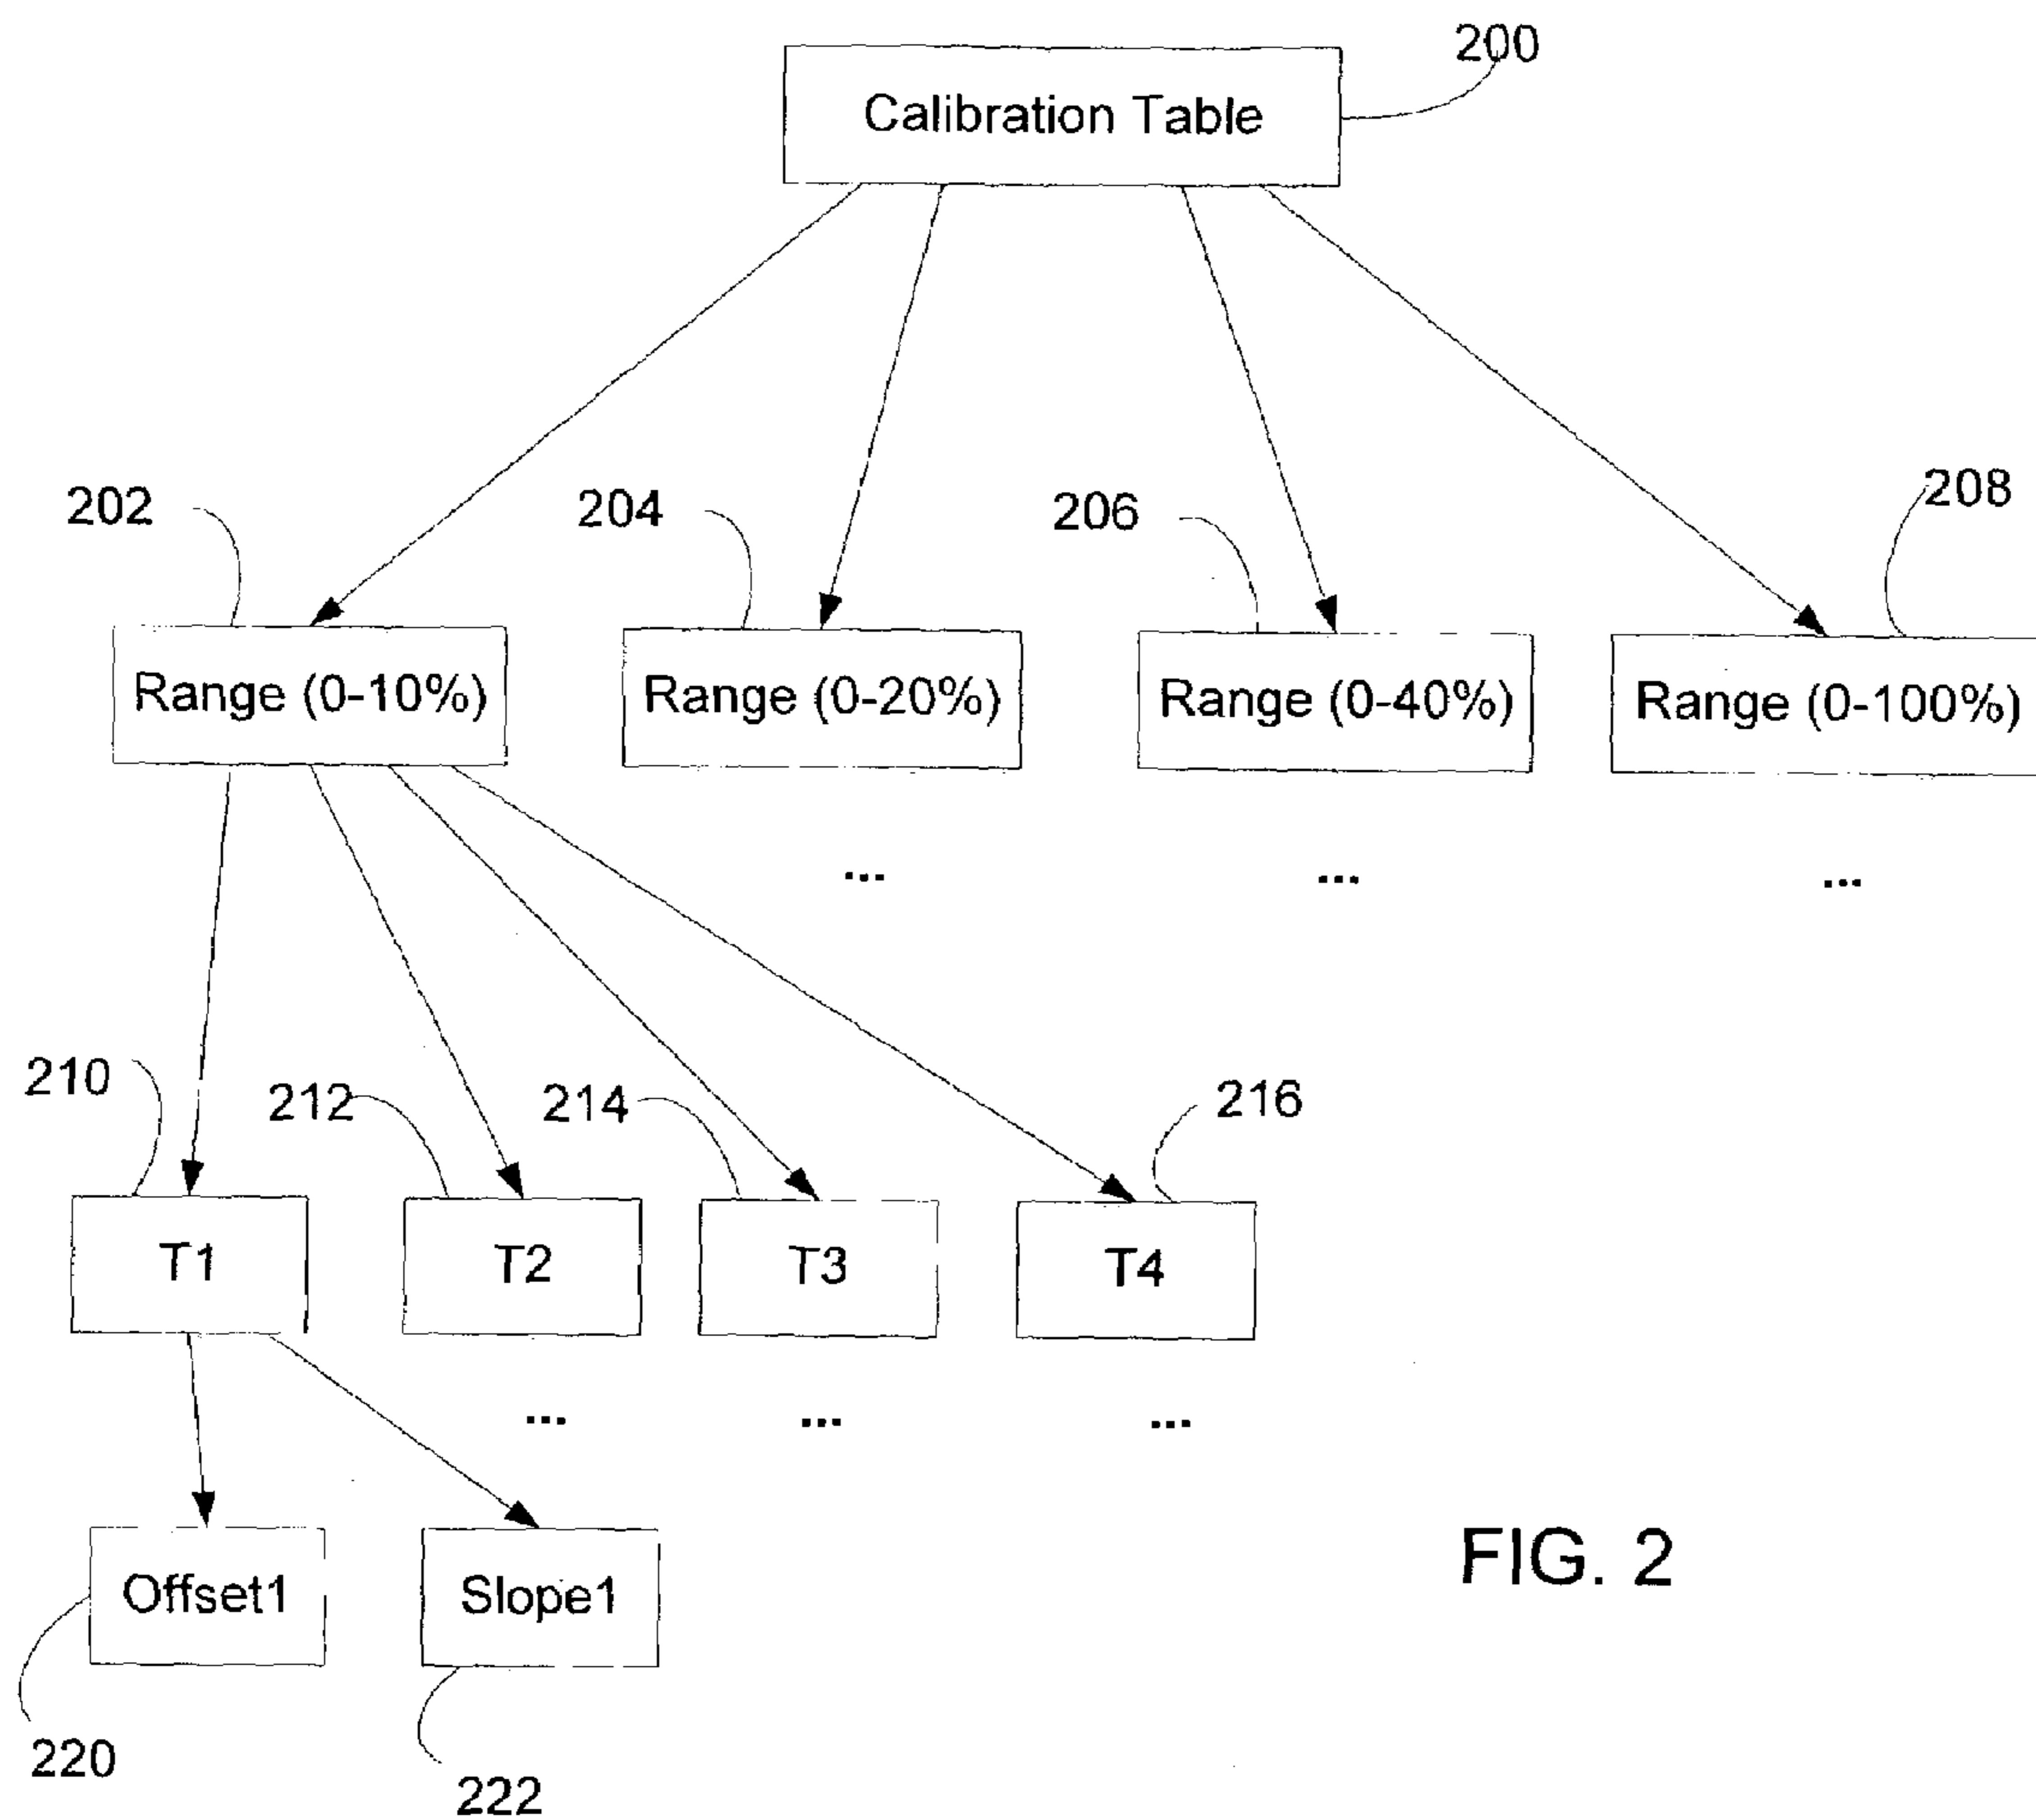 200
Calibration Table
202
204
206
208
Range (0-10%)
Range (0-20%)
Range (0-40%)
Range (0-100%)
...
...
...
210
212
214
216
T1
T2
T3
T4
...
...
...
Offset1
Slope1
FIG. 2
220
222